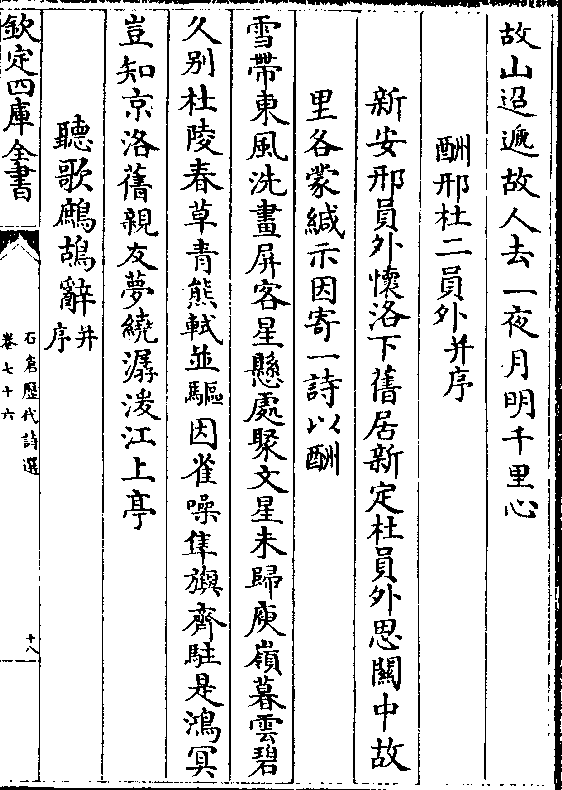 故山迢遞故人去一夜月明千里心
酬邢杜二員外并序
新安邢員外懷洛下舊居新定杜員外思關中故
里各蒙緘示因寄一詩以酬
雪帶東風洗畫屏客星懸處聚文星未歸庾嶺暮雲碧
久别杜陵春草青熊軾並驅因雀噪隼旟齊駐是鴻冥
豈知京洛舊親友夢繞潺湲江上亭
聽歌鷓鴣辭并序
欽定四庫全書
石倉歷代詩選
卷七十六
十八